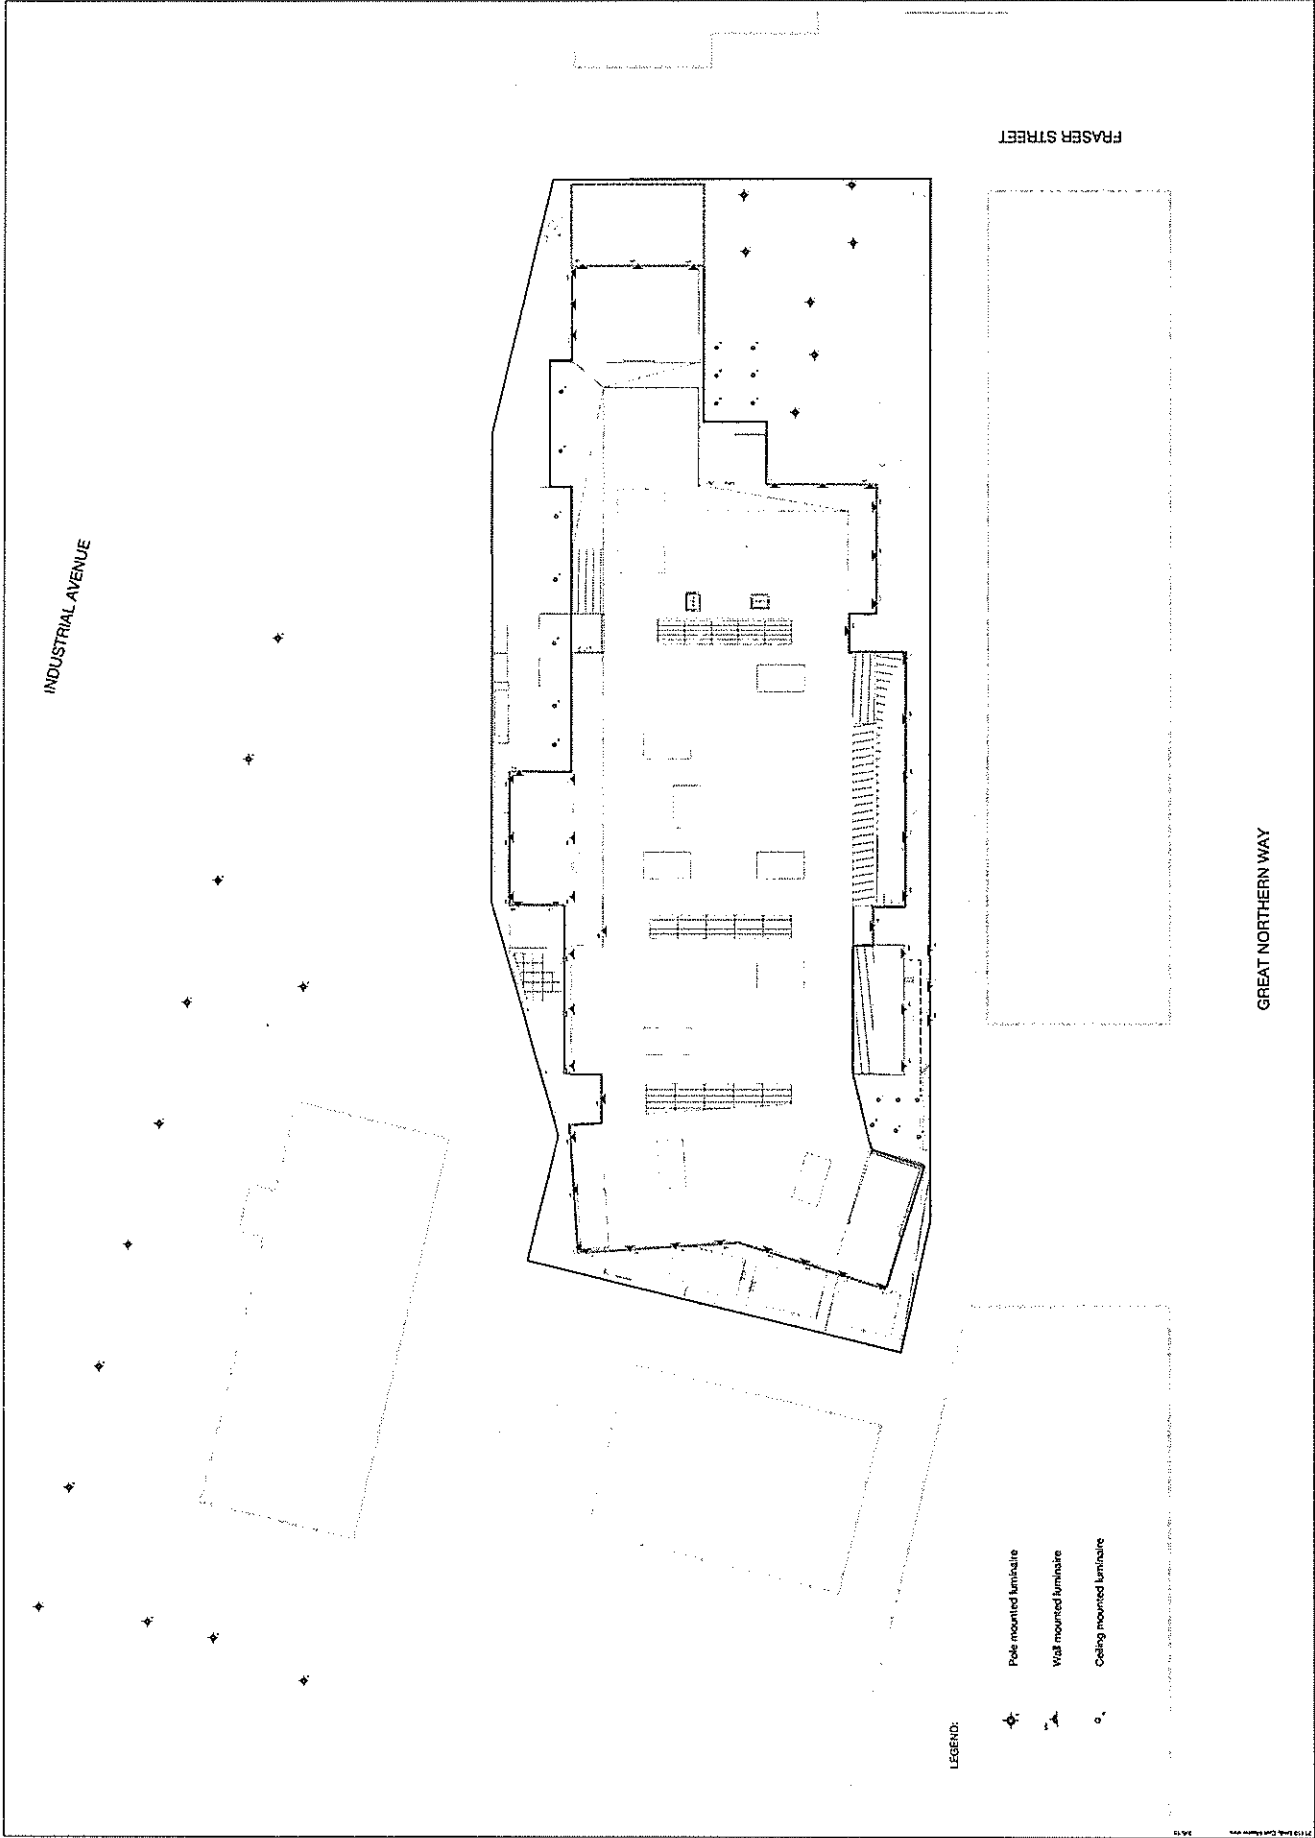 INDUSTRIAL AVENUE
FRASER STREET
GREAT NORTHERN WAY
LEGEND:
Pole mounted luminaire
Wall mounted luminaire
Ceiling mounted luminaire